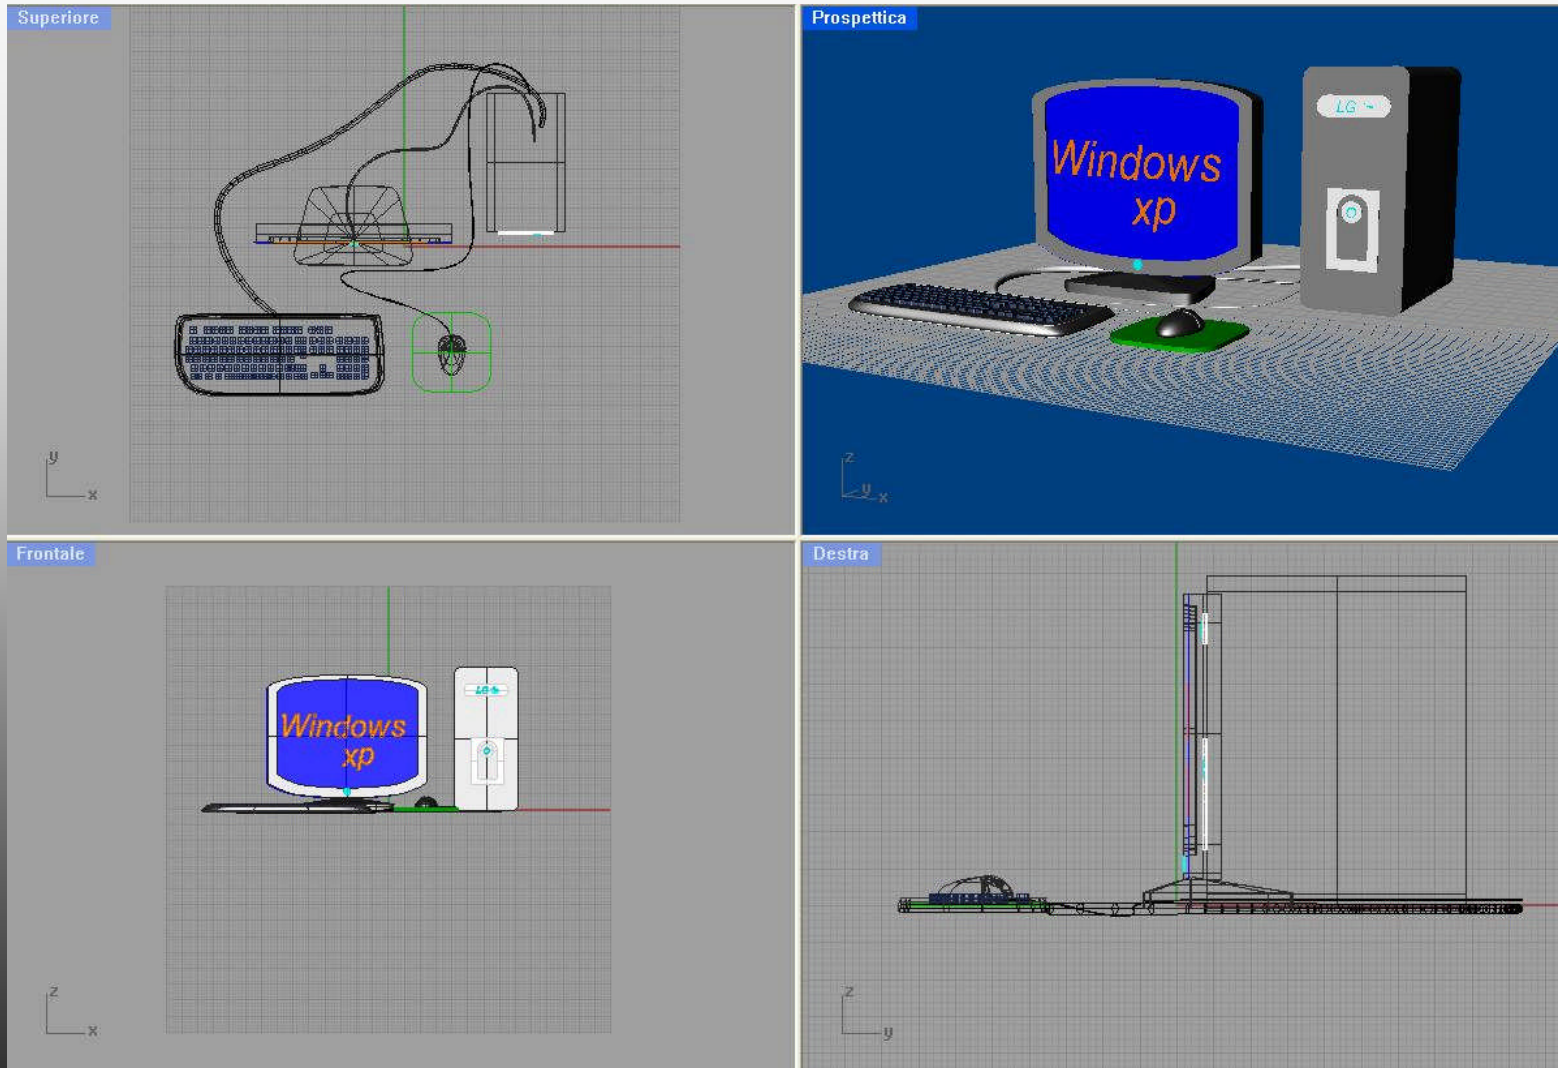 Superiore
y
x
Prospettica
LG
Windows
xp
z
y
x
Frontale
LG
Windows
xp
z
x
Destra
z
y